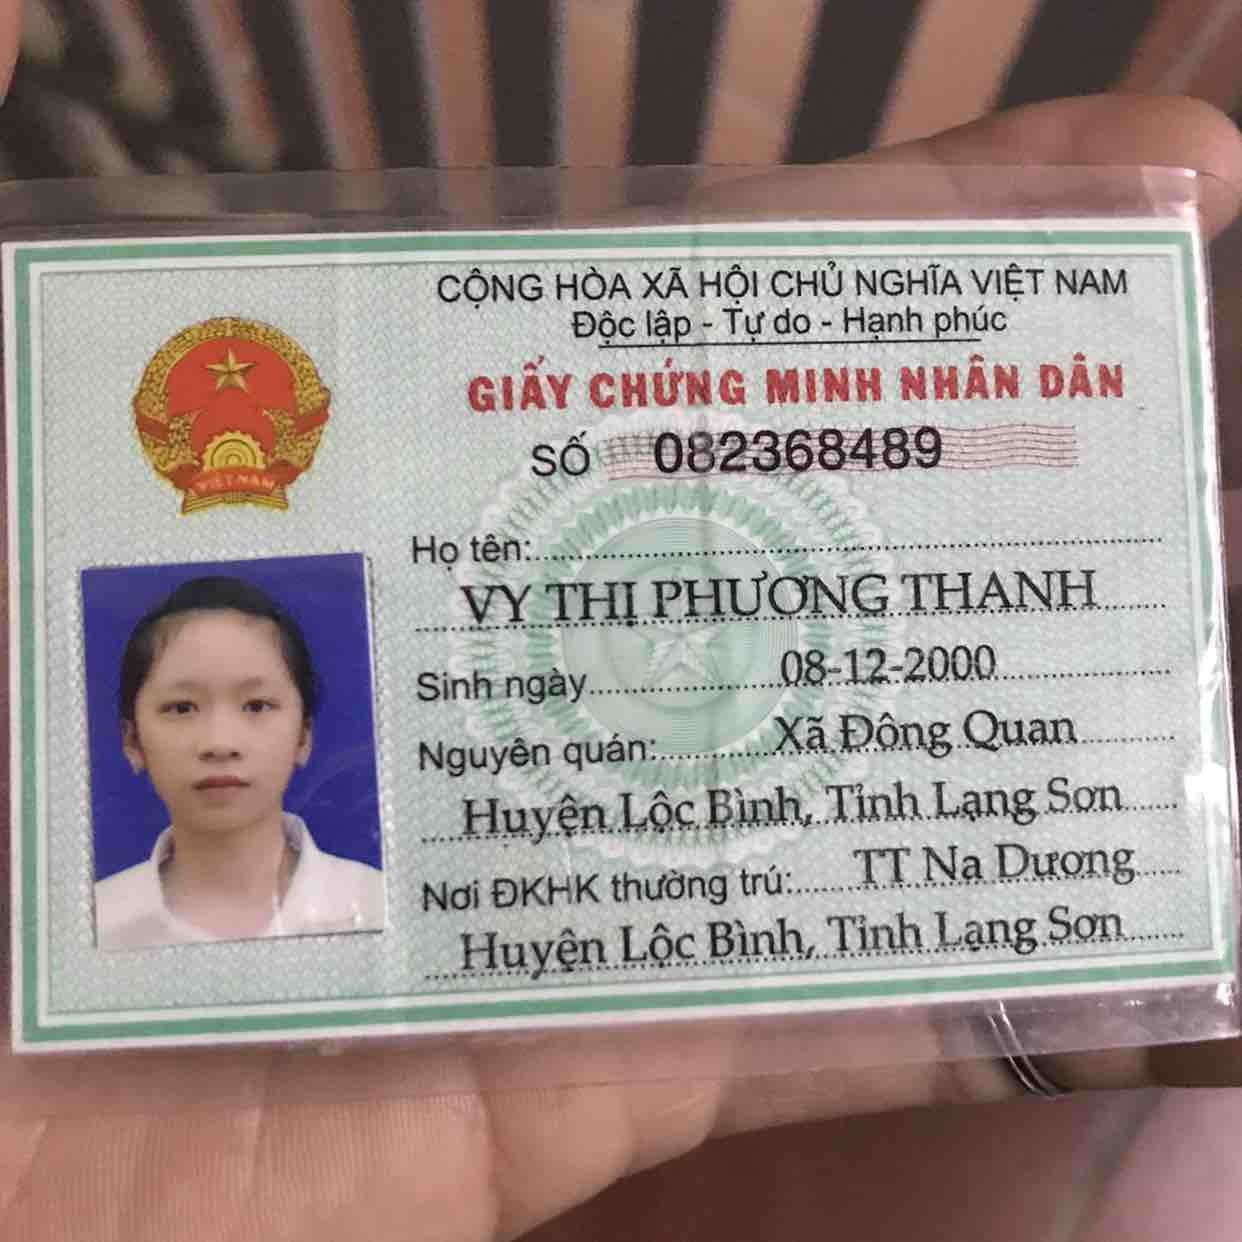 CỘNG HÒA XÃ HỘI CHỦ NGHĨA VIỆT NAM
Độc lập - Tự do - Hạnh phúc
GIẤY CHỨNG MINH NHÂN DÂN
SỐ 082368489
VIỆT NAM
Họ tên:
VY THỊ PHƯƠNG THANH
Sinh ngày 08-12-2000
Nguyên quán: Xã Đông Quan
Huyện Lộc Bình, Tỉnh Lạng Sơn
Nơi ĐKHK thường trú: TT Na Dương
Huyện Lộc Bình, Tỉnh Lạng Sơn